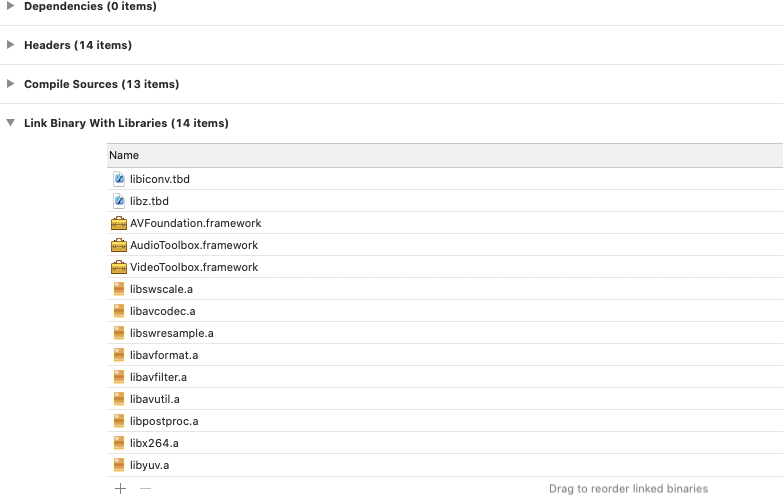 Dependencies (0 items)
Headers (14 items)
Compile Sources (13 items)
Link Binary With Libraries (14 items)
Name
libiconv.tbd
libz.tbd
AVFoundation.framework
AudioToolbox.framework
VideoToolbox.framework
libswscale.a
libavcodec.a
libswresample.a
libavformat.a
libavfilter.a
libavutil.a
libpostproc.a
libx264.a
libyuv.a
Drag to reorder linked binaries